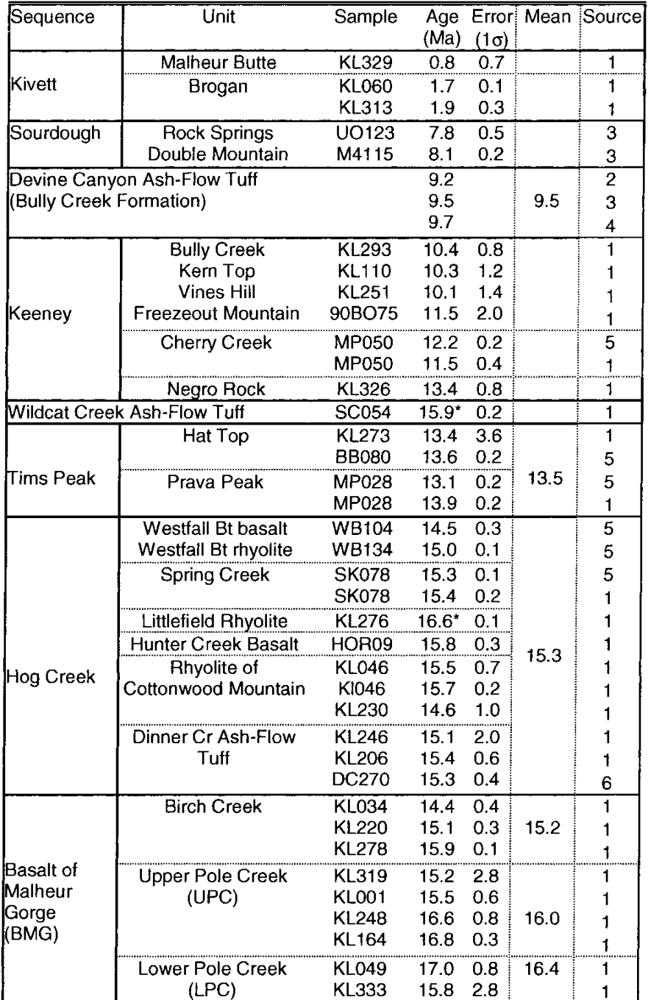 Sequence Unit Sample Age Error Mean Source
(Ma) (1σ)
Malheur Butte KL329 0.8 0.7 1
Kivett Brogan KL060 1.7 0.1 1
KL313 1.9 0.3 1
Sourdough Rock Springs UO123 7.8 0.5 3
Double Mountain M4115 8.1 0.2 3
Devine Canyon Ash-Flow Tuff 9.2 2
(Bully Creek Formation) 9.5 9.5 3
9.7 4
Bully Creek KL293 10.4 0.8 1
Kern Top KL110 10.3 1.2 1
Vines Hill KL251 10.1 1.4 1
Keeney Freezeout Mountain 90BO75 11.5 2.0 1
Cherry Creek MP050 12.2 0.2 5
MP050 11.5 0.4 1
Negro Rock KL326 13.4 0.8 1
Wildcat Creek Ash-Flow Tuff SC054 15.9* 0.2 1
Hat Top KL273 13.4 3.6 1
BB080 13.6 0.2 5
Tims Peak Prava Peak MP028 13.1 0.2 13.5 5
MP028 13.9 0.2 1
Westfall Bt basalt WB104 14.5 0.3 5
Westfall Bt rhyolite WB134 15.0 0.1 5
Spring Creek SK078 15.3 0.1 5
SK078 15.4 0.2 1
Littlefield Rhyolite KL276 16.6* 0.1 1
Hunter Creek Basalt HOR09 15.8 0.3 15.3 1
Hog Creek Rhyolite of KL046 15.5 0.7 1
Cottonwood Mountain Kl046 15.7 0.2 1
KL230 14.6 1.0 1
Dinner Cr Ash-Flow KL246 15.1 2.0 1
Tuff KL206 15.4 0.6 1
DC270 15.3 0.4 6
Birch Creek KL034 14.4 0.4 1
KL220 15.1 0.3 15.2 1
KL278 15.9 0.1 1
Basalt of Upper Pole Creek KL319 15.2 2.8 1
Malheur (UPC) KL001 15.5 0.6 1
Gorge KL248 16.6 0.8 16.0 1
(BMG) KL164 16.8 0.3 1
Lower Pole Creek KL049 17.0 0.8 16.4 1
(LPC) KL333 15.8 2.8 1